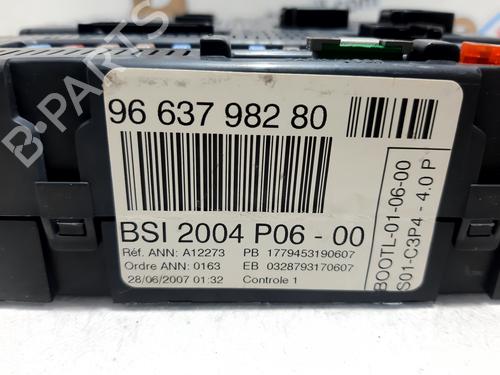 96 637 982 80
BSI 2004 P06 - 00
Réf. ANN: A12273 PB 1779453190607
Ordre ANN: 0163 EB 0328793170607
28/06/2007 01:32 Controle 1
BOOTL-01-06-00
S01-C3P4 - 4.0 P
B-PARTS